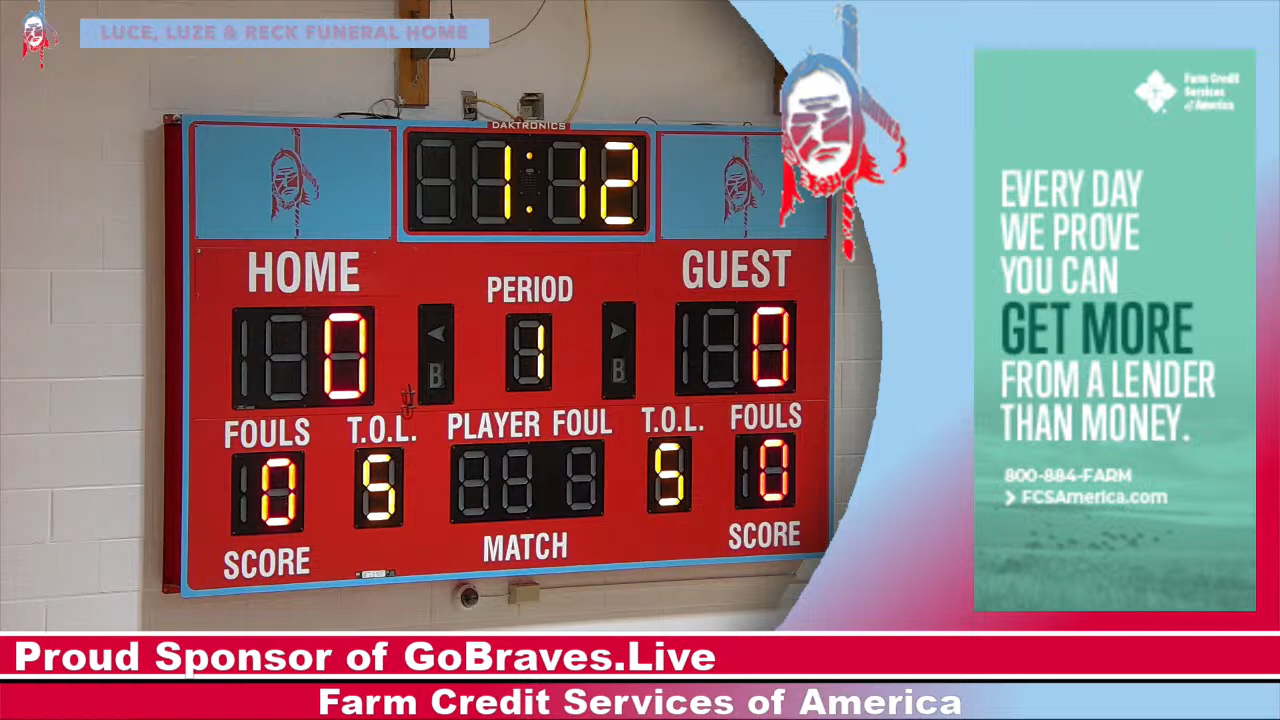 LUCE, LUZE & RECK FUNERAL HOME
DAKTRONICS
1:12
HOME
PERIOD
GUEST
0
1
0
B
B
FOULS
T.O.L.
PLAYER FOUL
T.O.L.
FOULS
0
5
5
0
SCORE
MATCH
SCORE
Farm Credit
Services
of America
EVERY DAY
WE PROVE
YOU CAN
GET MORE
FROM A LENDER
THAN MONEY.
800-884-FARM
FCSAmerica.com
Proud Sponsor of GoBraves.Live
Farm Credit Services of America